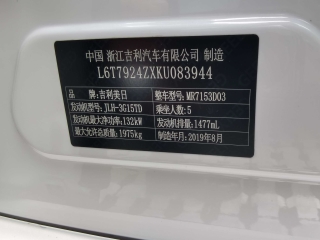 中国 浙江吉利汽车有限公司 制造
L6T7924ZXKU083944
品牌:吉利美日 整车型号:MR7153D03
发动机型号:JLH-3G15TD 乘坐人数:5
发动机最大净功率:132kW 发动机排量:1477mL
最大允许总质量:1975kg 制造年月:2019年8月